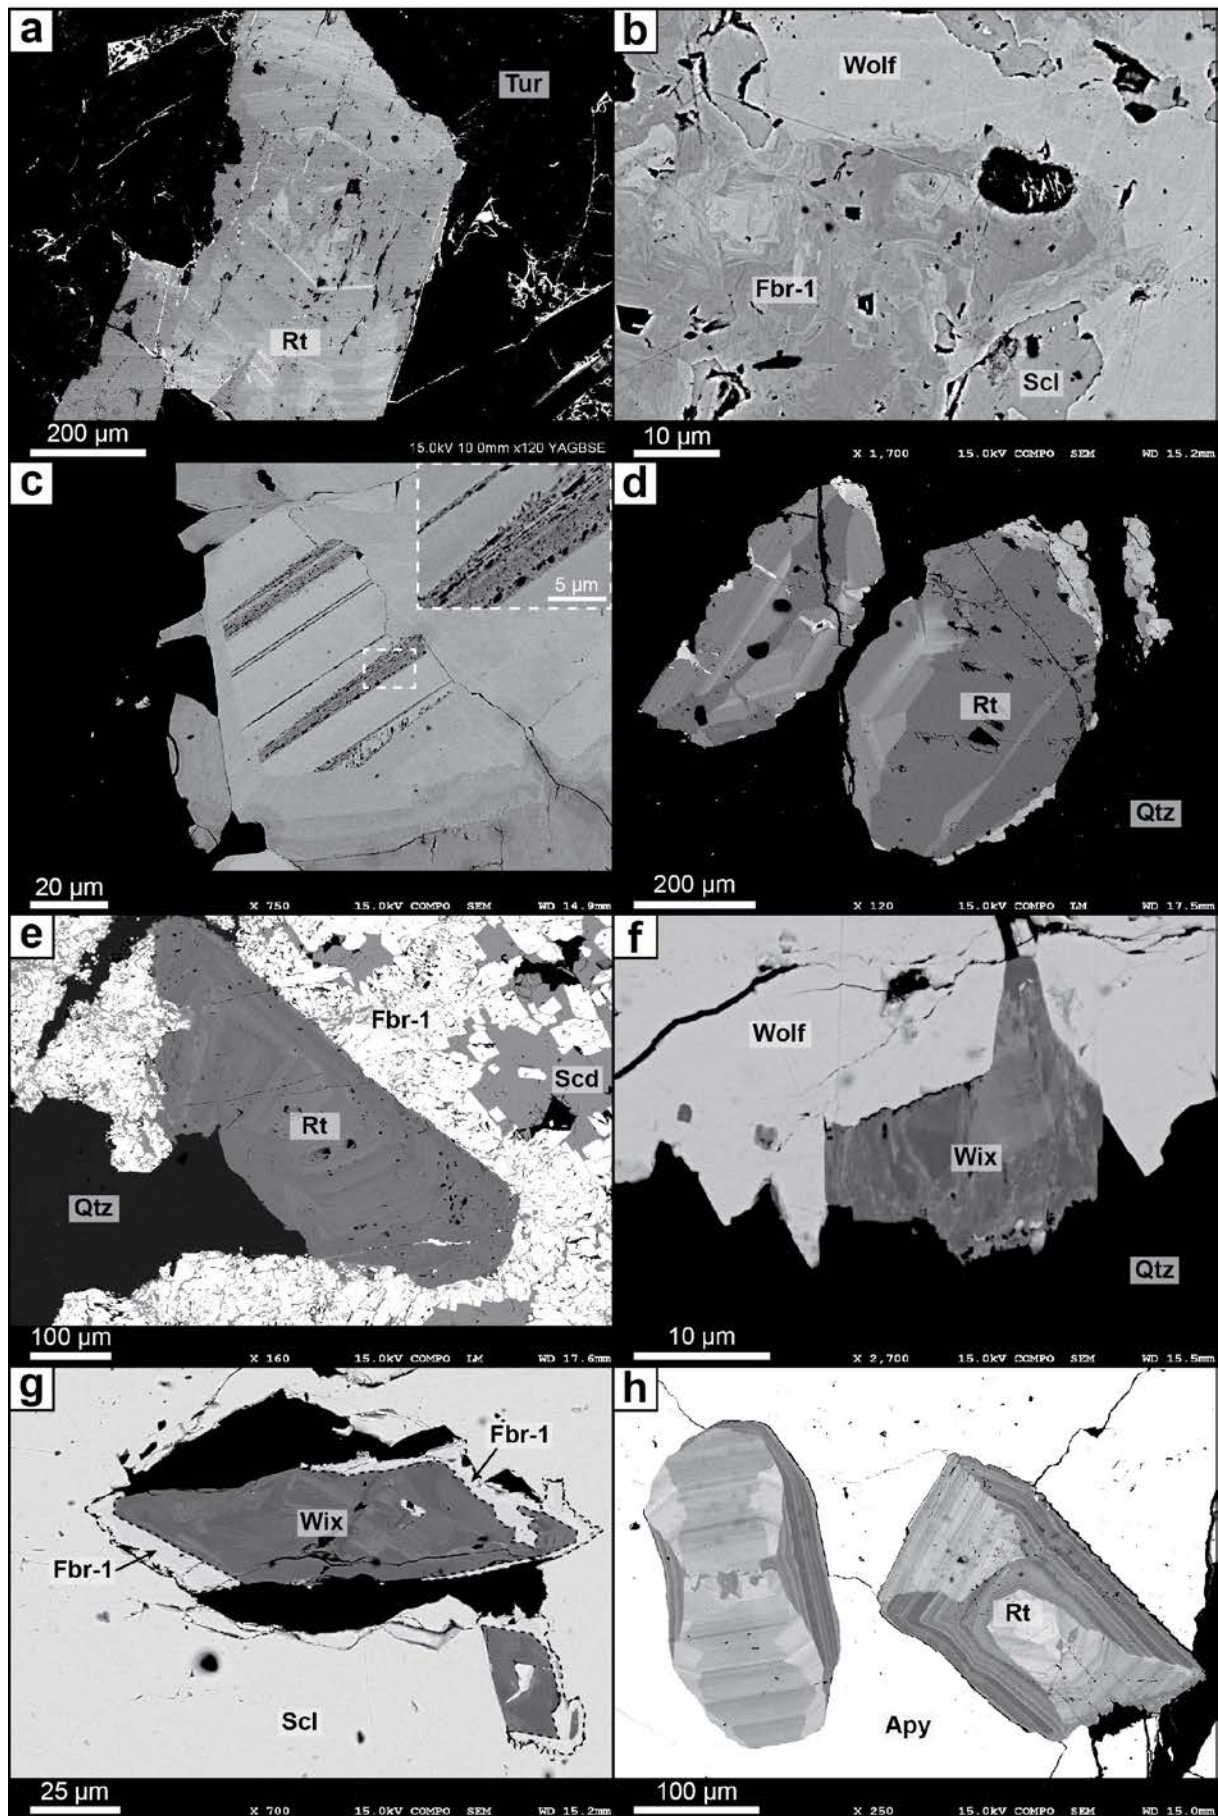 a
Tur
Rt
200 µm
15.0kV 10.0mm x120 YAGBSE
b
Wolf
Fbr-1
Scl
10 µm
X 1,700 15.0kV COMPO SEM WD 15.2mm
c
5 µm
20 µm
X 750 15.0kV COMPO SEM WD 14.9mm
d
Rt
Qtz
200 µm
X 120 15.0kV COMPO LM WD 17.5mm
e
Fbr-1
Scd
Rt
Qtz
100 µm
X 160 15.0kV COMPO LM WD 17.6mm
f
Wolf
Wix
Qtz
10 µm
X 2,700 15.0kV COMPO SEM WD 15.5mm
g
Fbr-1
Wix
Fbr-1
Scl
25 µm
X 700 15.0kV COMPO SEM WD 15.2mm
h
Rt
Apy
100 µm
X 250 15.0kV COMPO SEM WD 15.0mm